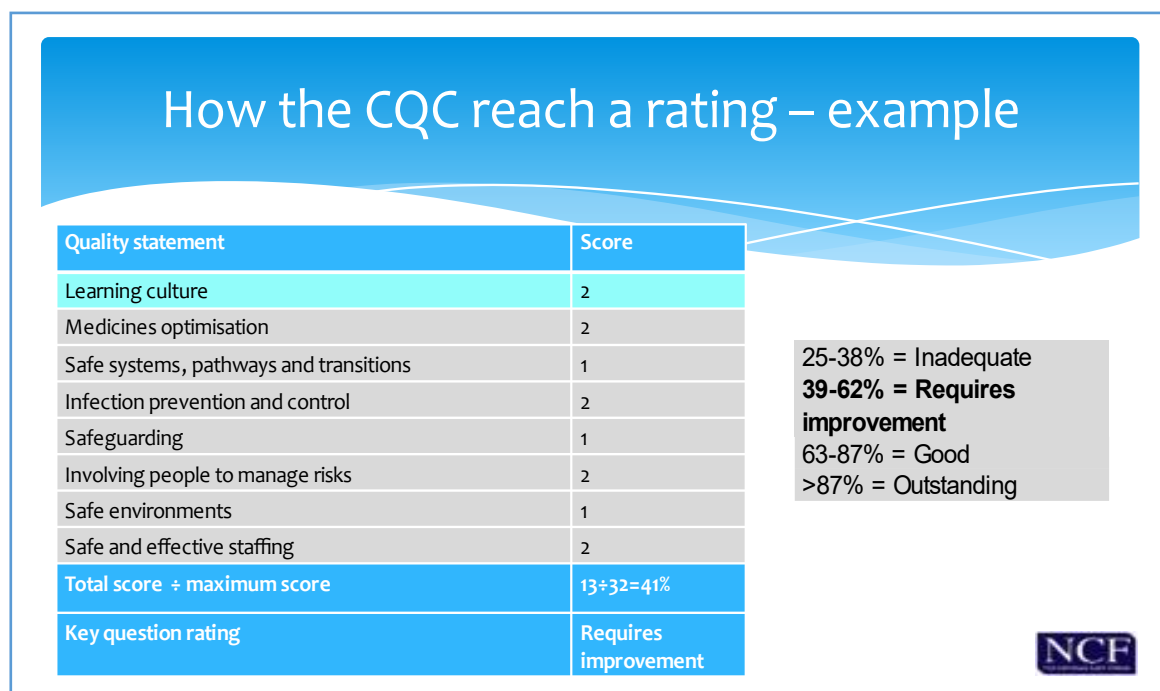 How the CQC reach a rating – example
Quality statement Score
Learning culture 2
Medicines optimisation 2
Safe systems, pathways and transitions 1
Infection prevention and control 2
Safeguarding 1
Involving people to manage risks 2
Safe environments 1
Safe and effective staffing 2
Total score ÷ maximum score 13÷32=41%
Key question rating Requires
improvement
25-38% = Inadequate
39-62% = Requires
improvement
63-87% = Good
>87% = Outstanding
NCF